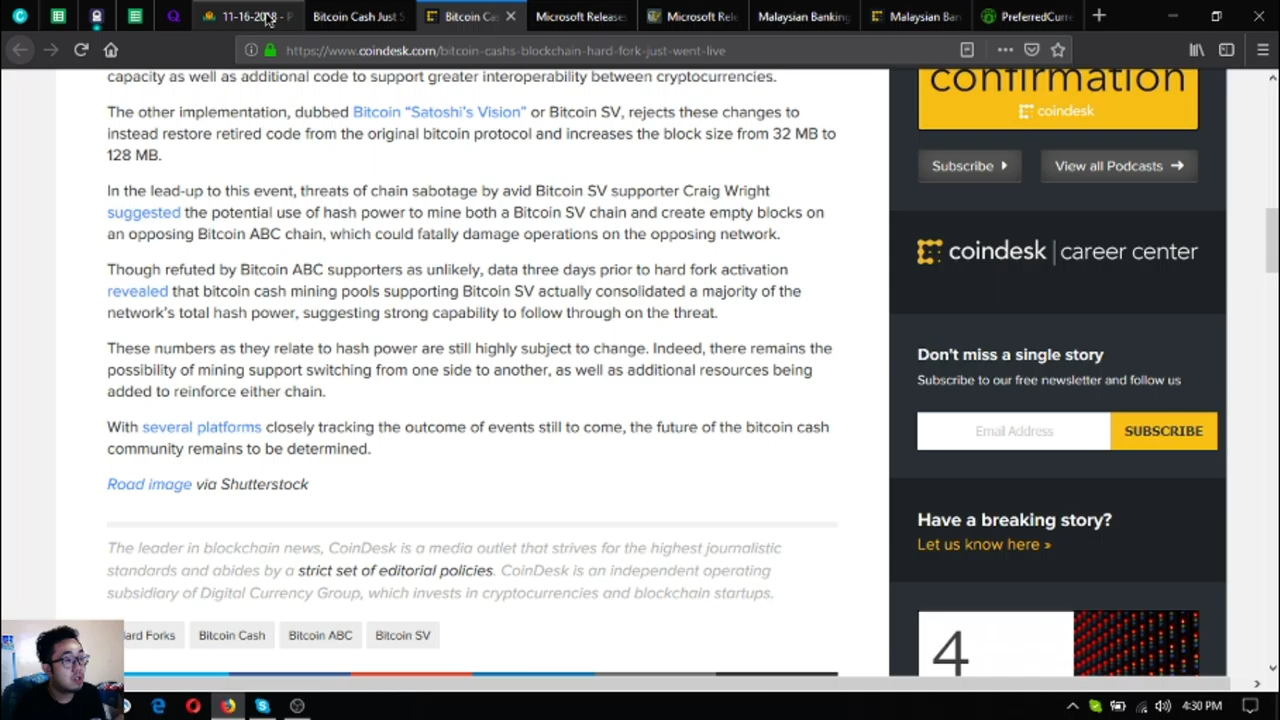 11-16-2018 - P
Bitcoin Cash Just S
Bitcoin Ca
Microsoft Release
Microsoft Rel
Malaysian Banking
Malaysian Ban
PreferredCurre
https://www.coindesk.com/bitcoin-cashs-blockchain-hard-fork-just-went-live
capacity as well as additional code to support greater interoperability between cryptocurrencies.
The other implementation, dubbed Bitcoin “Satoshi’s Vision” or Bitcoin SV, rejects these changes to
instead restore retired code from the original bitcoin protocol and increases the block size from 32 MB to
128 MB.
In the lead-up to this event, threats of chain sabotage by avid Bitcoin SV supporter Craig Wright
suggested the potential use of hash power to mine both a Bitcoin SV chain and create empty blocks on
an opposing Bitcoin ABC chain, which could fatally damage operations on the opposing network.
Though refuted by Bitcoin ABC supporters as unlikely, data three days prior to hard fork activation
revealed that bitcoin cash mining pools supporting Bitcoin SV actually consolidated a majority of the
network’s total hash power, suggesting strong capability to follow through on the threat.
These numbers as they relate to hash power are still highly subject to change. Indeed, there remains the
possibility of mining support switching from one side to another, as well as additional resources being
added to reinforce either chain.
With several platforms closely tracking the outcome of events still to come, the future of the bitcoin cash
community remains to be determined.
Road image via Shutterstock
The leader in blockchain news, CoinDesk is a media outlet that strives for the highest journalistic
standards and abides by a strict set of editorial policies. CoinDesk is an independent operating
subsidiary of Digital Currency Group, which invests in cryptocurrencies and blockchain startups.
ard Forks
Bitcoin Cash
Bitcoin ABC
Bitcoin SV
confirmation
coindesk
Subscribe
View all Podcasts
coindesk | career center
Don't miss a single story
Subscribe to our free newsletter and follow us
Email Address
SUBSCRIBE
Have a breaking story?
Let us know here »
4
4:30 PM